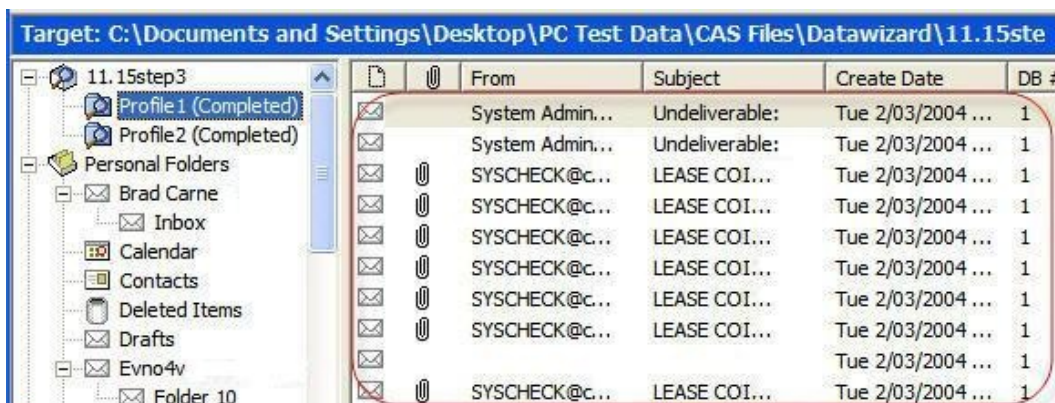 Target: C:\Documents and Settings\Desktop\PC Test Data\CAS Files\Datawizard\11.15ste
11.15step3
Profile1 (Completed)
Profile2 (Completed)
Personal Folders
Brad Carne
Inbox
Calendar
Contacts
Deleted Items
Drafts
Evno4v
Folder 10
From Subject Create Date DB #
System Admin... Undeliverable: Tue 2/03/2004 ... 1
System Admin... Undeliverable: Tue 2/03/2004 ... 1
SYSCHECK@c... LEASE COI... Tue 2/03/2004 ... 1
SYSCHECK@c... LEASE COI... Tue 2/03/2004 ... 1
SYSCHECK@c... LEASE COI... Tue 2/03/2004 ... 1
SYSCHECK@c... LEASE COI... Tue 2/03/2004 ... 1
SYSCHECK@c... LEASE COI... Tue 2/03/2004 ... 1
SYSCHECK@c... LEASE COI... Tue 2/03/2004 ... 1
Tue 2/03/2004 ... 1
SYSCHECK@c... LEASE COI... Tue 2/03/2004 ... 1